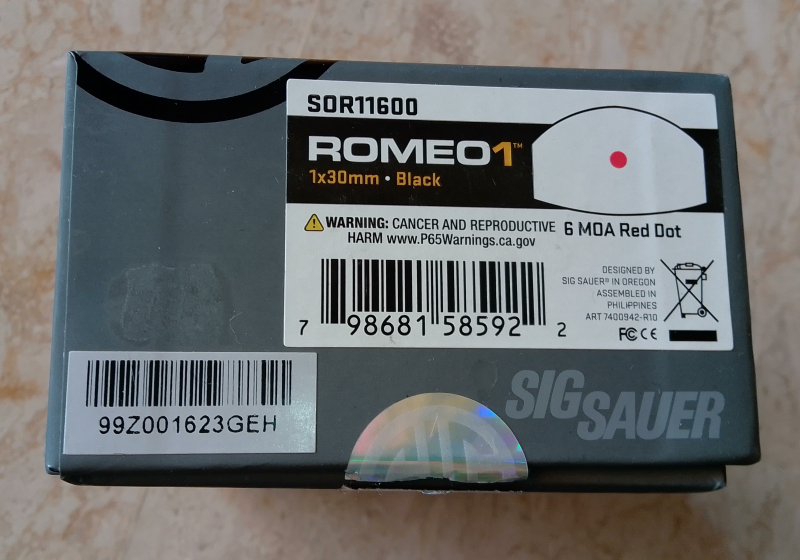 SOR11600
ROMEO1™
1x30mm • Black
WARNING: CANCER AND REPRODUCTIVE
HARM www.P65Warnings.ca.gov
6 MOA Red Dot
DESIGNED BY
SIG SAUER® IN OREGON
ASSEMBLED IN
PHILIPPINES
ART 7400942-R10
FC CE
7 98681 58592 2
99Z001623GEH
SIG SAUER